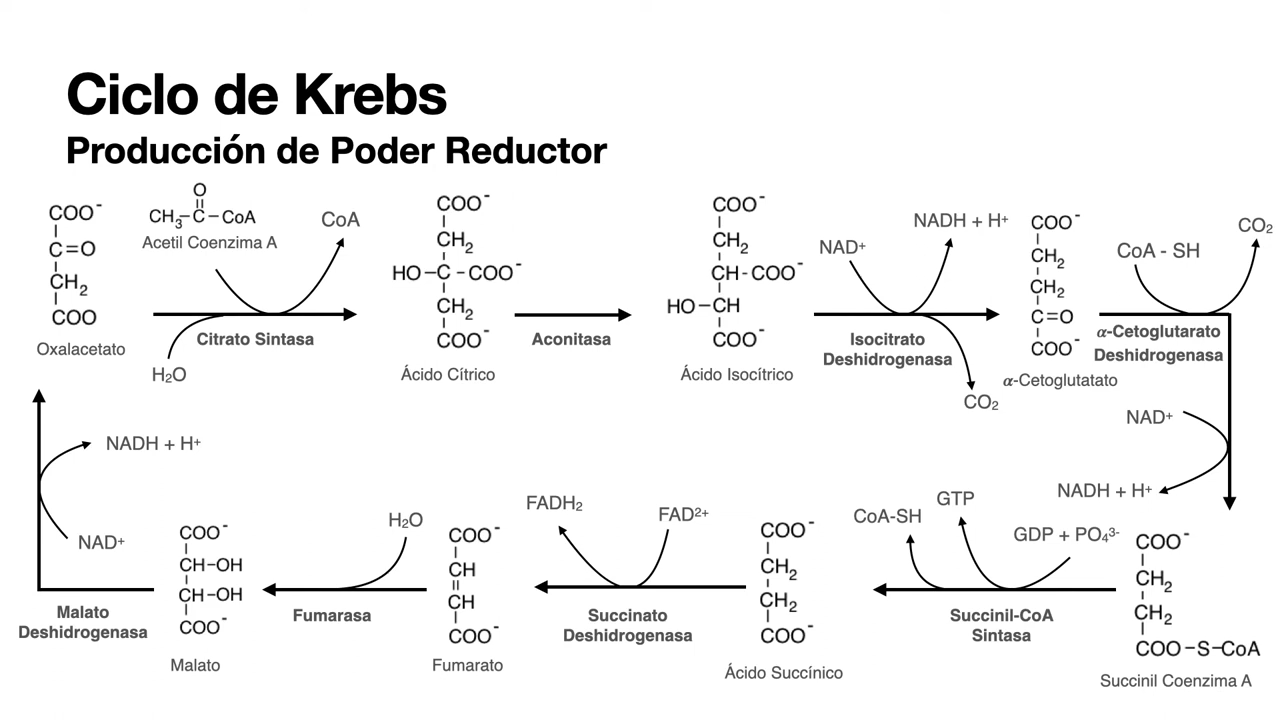 Ciclo de Krebs
Producción de Poder Reductor
COO⁻
C=O
CH₂
COO
Oxalacetato
O
CH₃–C–CoA
Acetil Coenzima A
CoA
H₂O
Citrato Sintasa
COO⁻
CH₂
HO–C–COO⁻
CH₂
COO⁻
Ácido Cítrico
Aconitasa
COO⁻
CH₂
CH-COO⁻
HO–CH
COO⁻
Ácido Isocítrico
NAD⁺
NADH + H⁺
Isocitrato
Deshidrogenasa
CO₂
COO⁻
CH₂
CH₂
C=O
COO⁻
α-Cetoglutatato
CoA - SH
CO₂
α-Cetoglutarato
Deshidrogenasa
NAD⁺
NADH + H⁺
COO⁻
CH₂
CH₂
COO–S–CoA
Succinil Coenzima A
GDP + PO₄³⁻
GTP
CoA-SH
Succinil-CoA
Sintasa
COO⁻
CH₂
CH₂
COO⁻
Ácido Succínico
FAD²⁺
FADH₂
Succinato
Deshidrogenasa
COO⁻
CH
CH
COO⁻
Fumarato
H₂O
Fumarasa
COO⁻
CH–OH
CH–OH
COO⁻
Malato
Malato
Deshidrogenasa
NAD⁺
NADH + H⁺